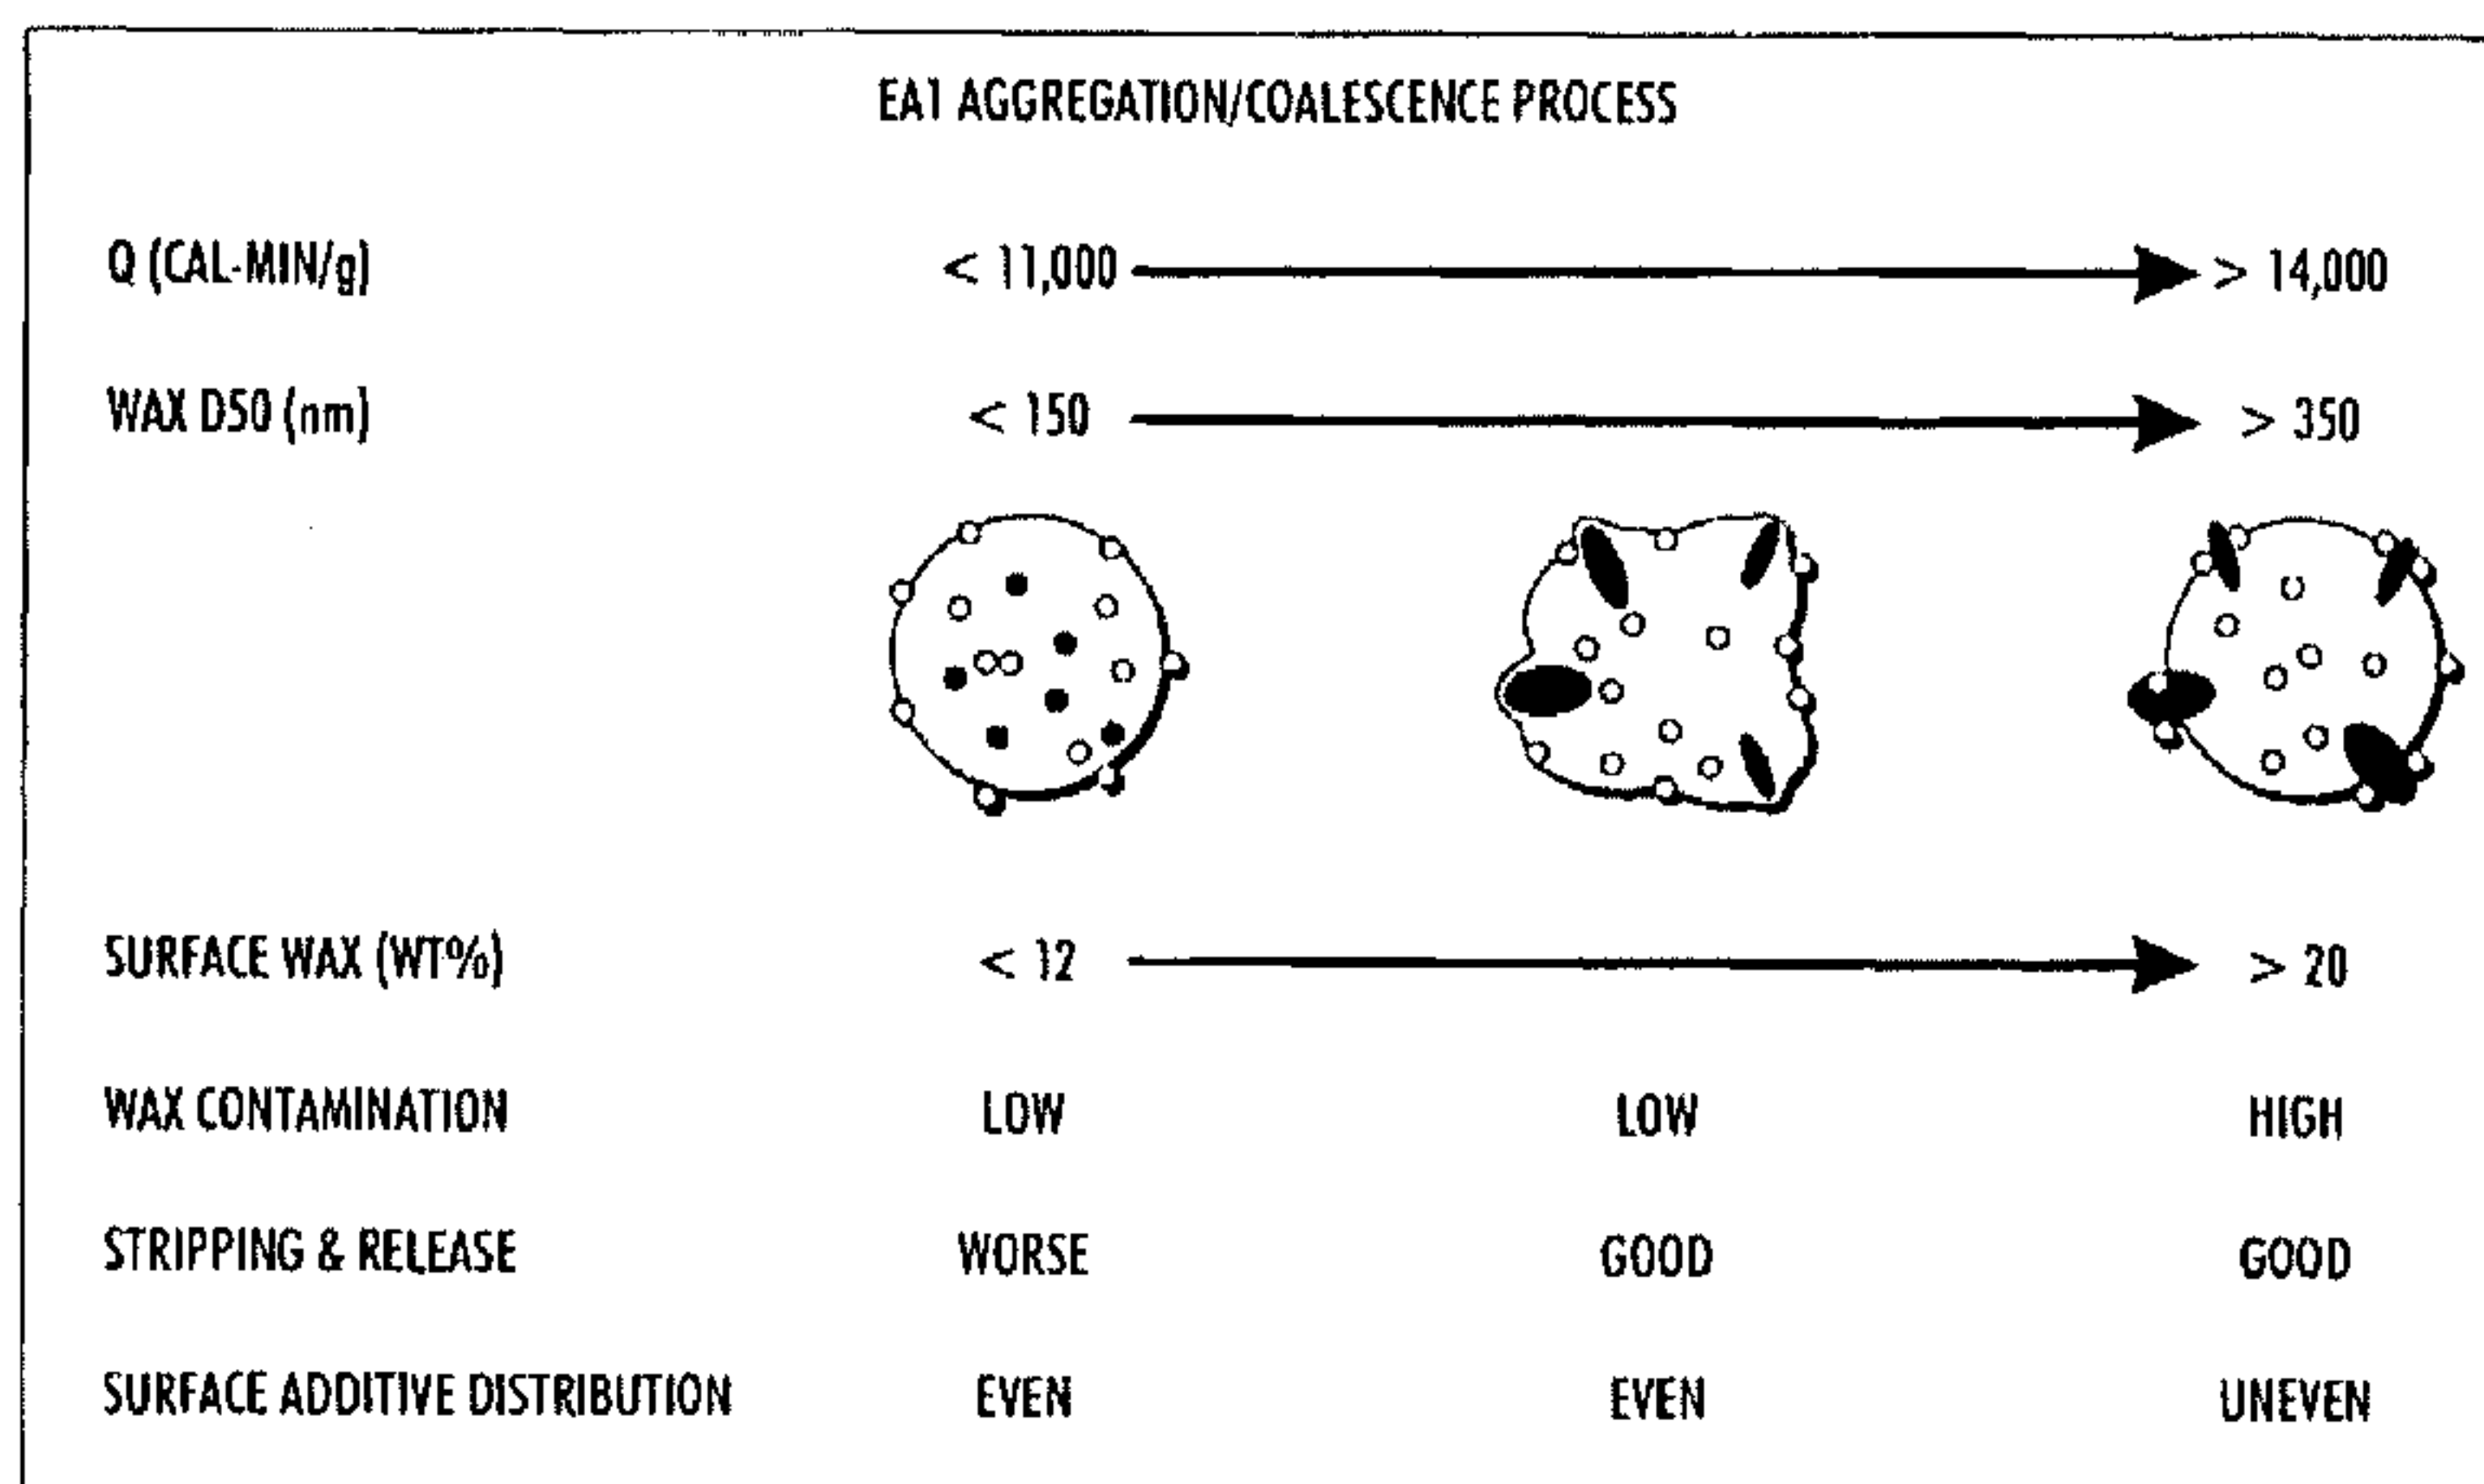 EA1 AGGREGATION/COALESCENCE PROCESS
Q (CAL-MIN/g) < 11,000 > 14,000
WAX D50 (nm) < 150 > 350
SURFACE WAX (WT%) < 12 > 20
WAX CONTAMINATION LOW LOW HIGH
STRIPPING & RELEASE WORSE GOOD GOOD
SURFACE ADDITIVE DISTRIBUTION EVEN EVEN UNEVEN